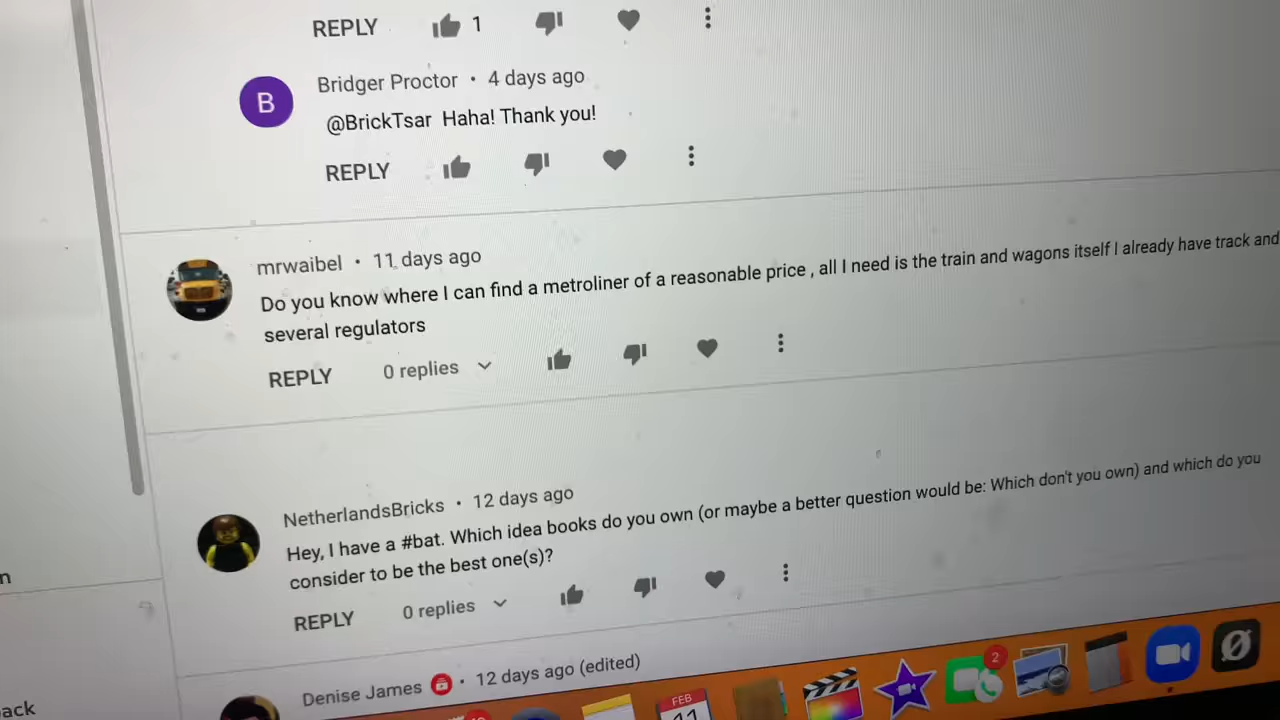 REPLY 1
B
Bridger Proctor • 4 days ago
@BrickTsar Haha! Thank you!
REPLY
mrwaibel • 11 days ago
Do you know where I can find a metroliner of a reasonable price , all I need is the train and wagons itself I already have track and
several regulators
REPLY 0 replies
NetherlandsBricks • 12 days ago
Hey, I have a #bat. Which idea books do you own (or maybe a better question would be: Which don't you own) and which do you
consider to be the best one(s)?
REPLY 0 replies
n
Denise James • 12 days ago (edited)
ack
FEB
11
2